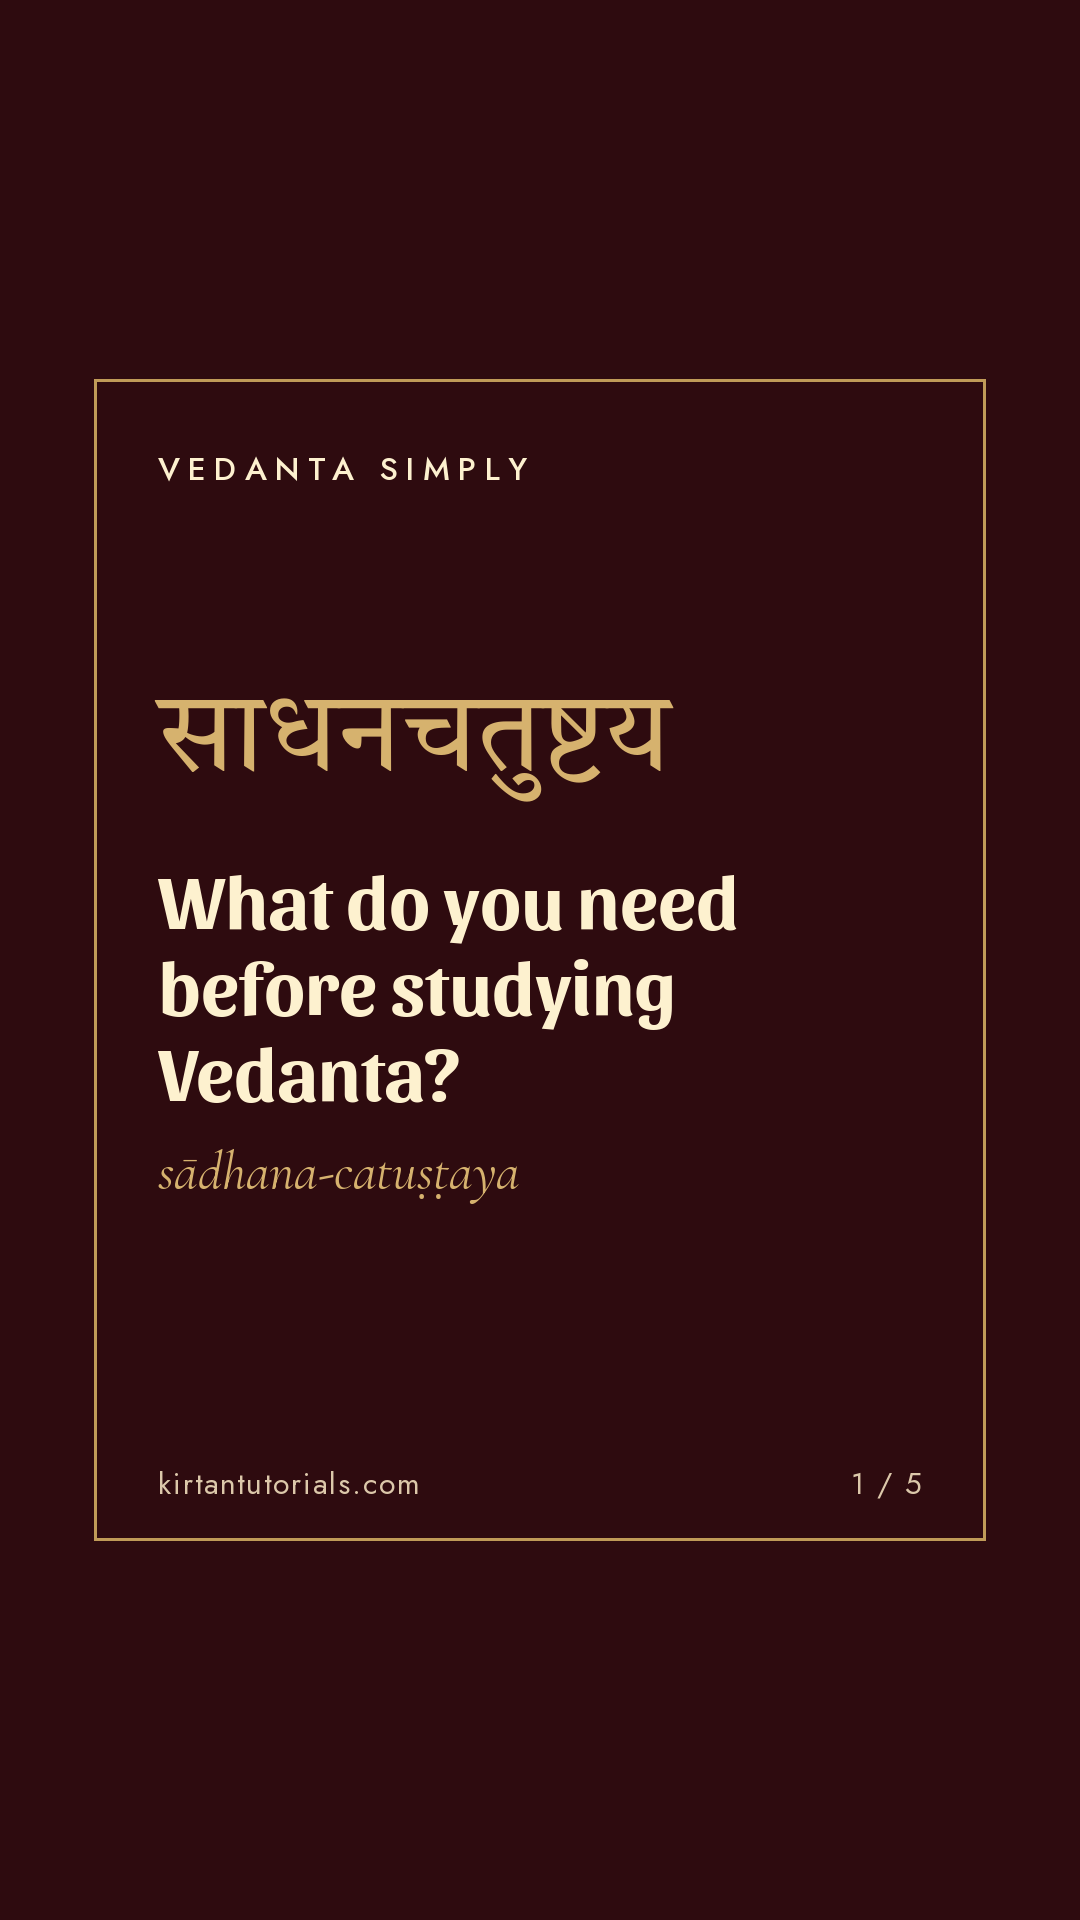 VEDANTA SIMPLY
साधनचतुष्टय
What do you need
before studying
Vedanta?
sādhana-catuṣṭaya
kirtantutorials.com
1 / 5